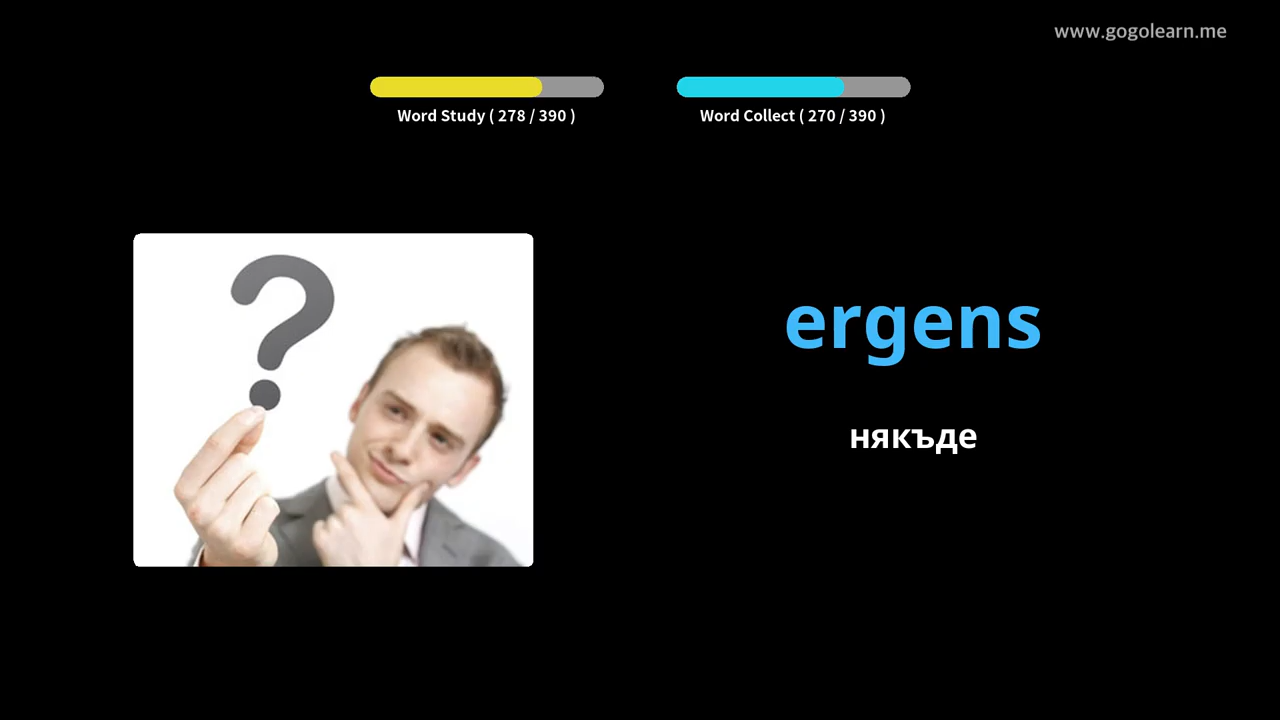 www.gogolearn.me
Word Study ( 278 / 390 )
Word Collect ( 270 / 390 )
?
ergens
някъде